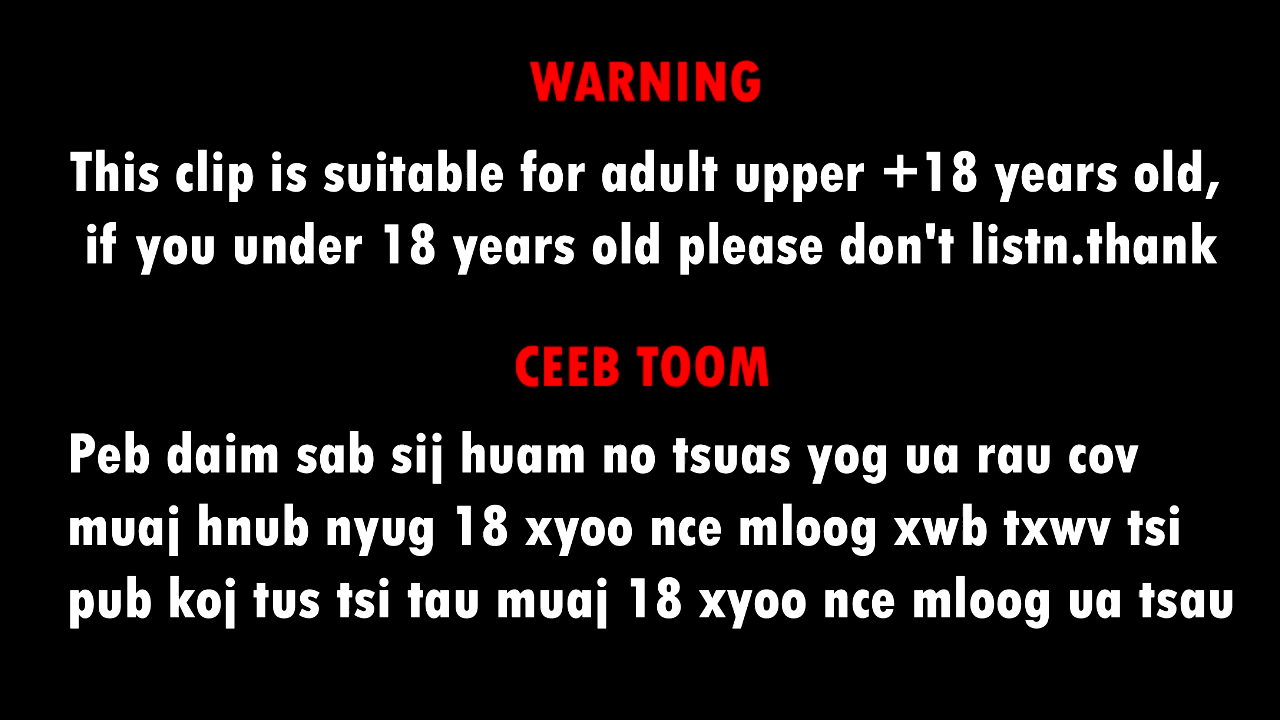 WARNING
This clip is suitable for adult upper +18 years old,
if you under 18 years old please don't listn.thank
CEEB TOOM
Peb daim sab sij huam no tsuas yog ua rau cov
muaj hnub nyug 18 xyoo nce mloog xwb txwv tsi
pub koj tus tsi tau muaj 18 xyoo nce mloog ua tsau